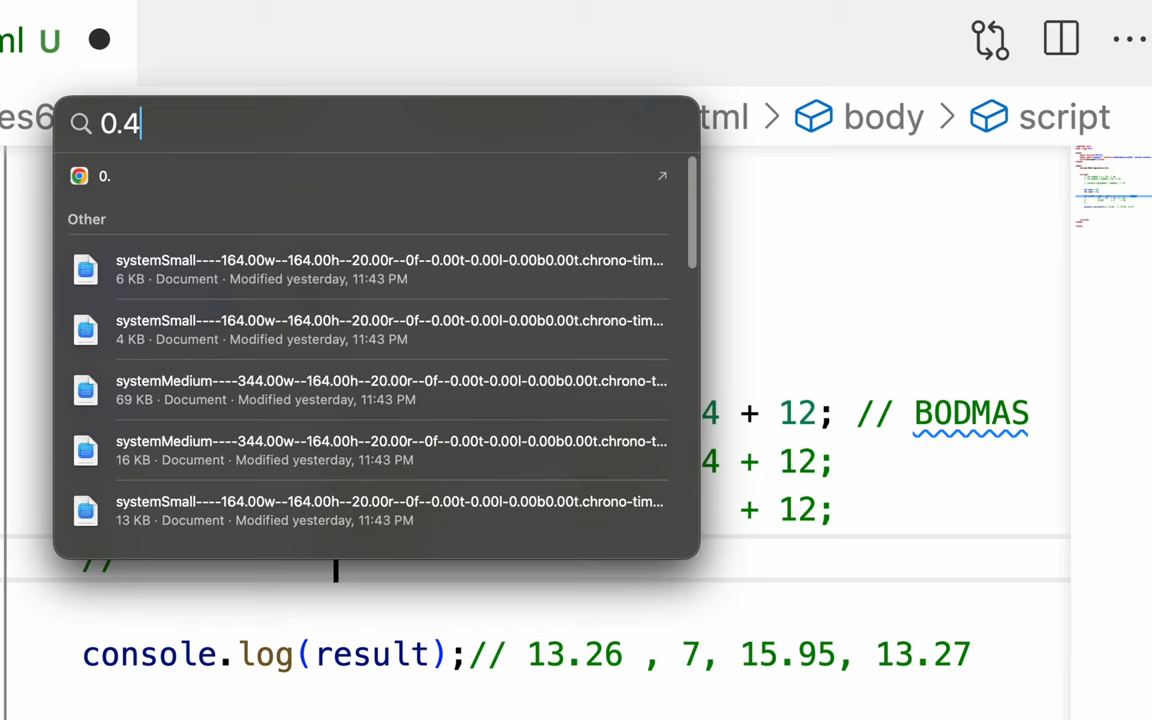 ml U
es6
tml > body > script
0.4
0.
Other
systemSmall----164.00w--164.00h--20.00r--0f--0.00t-0.00l-0.00b0.00t.chrono-tim...
6 KB · Document · Modified yesterday, 11:43 PM
systemSmall----164.00w--164.00h--20.00r--0f--0.00t-0.00l-0.00b0.00t.chrono-tim...
4 KB · Document · Modified yesterday, 11:43 PM
systemMedium----344.00w--164.00h--20.00r--0f--0.00t-0.00l-0.00b0.00t.chrono-t...
69 KB · Document · Modified yesterday, 11:43 PM
systemMedium----344.00w--164.00h--20.00r--0f--0.00t-0.00l-0.00b0.00t.chrono-t...
16 KB · Document · Modified yesterday, 11:43 PM
systemSmall----164.00w--164.00h--20.00r--0f--0.00t-0.00l-0.00b0.00t.chrono-tim...
13 KB · Document · Modified yesterday, 11:43 PM
4 + 12; // BODMAS
4 + 12;
+ 12;
//
console.log(result);// 13.26 , 7, 15.95, 13.27